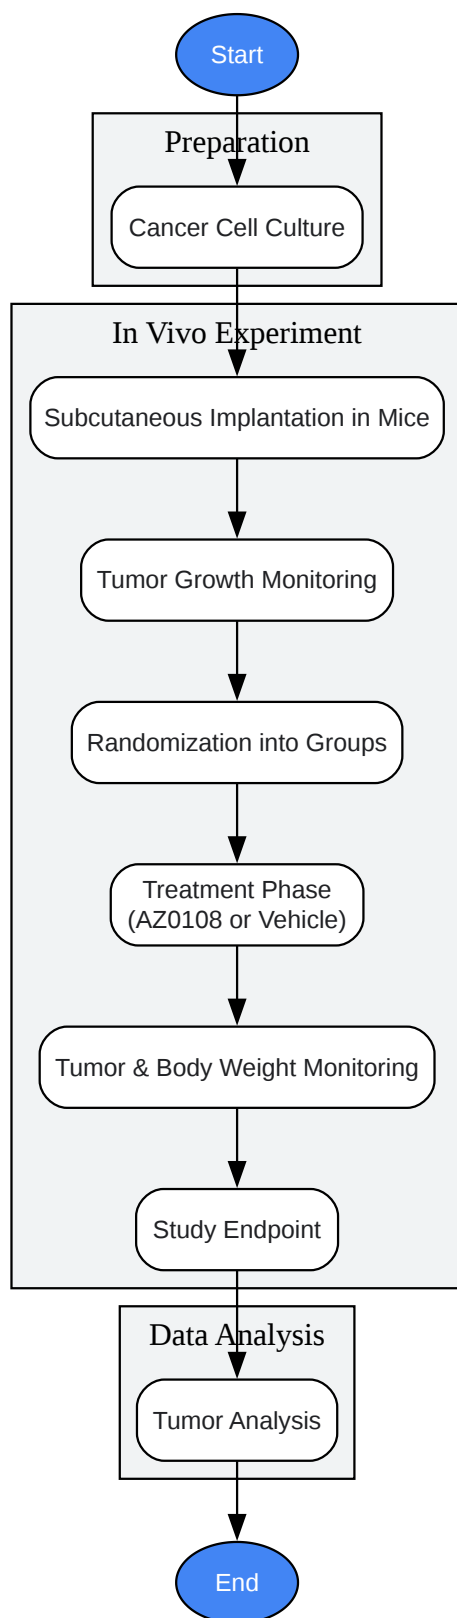 Start
Preparation
Cancer Cell Culture
In Vivo Experiment
Subcutaneous Implantation in Mice
Tumor Growth Monitoring
Randomization into Groups
Treatment Phase
(AZ0108 or Vehicle)
Tumor & Body Weight Monitoring
Study Endpoint
Data Analysis
Tumor Analysis
End